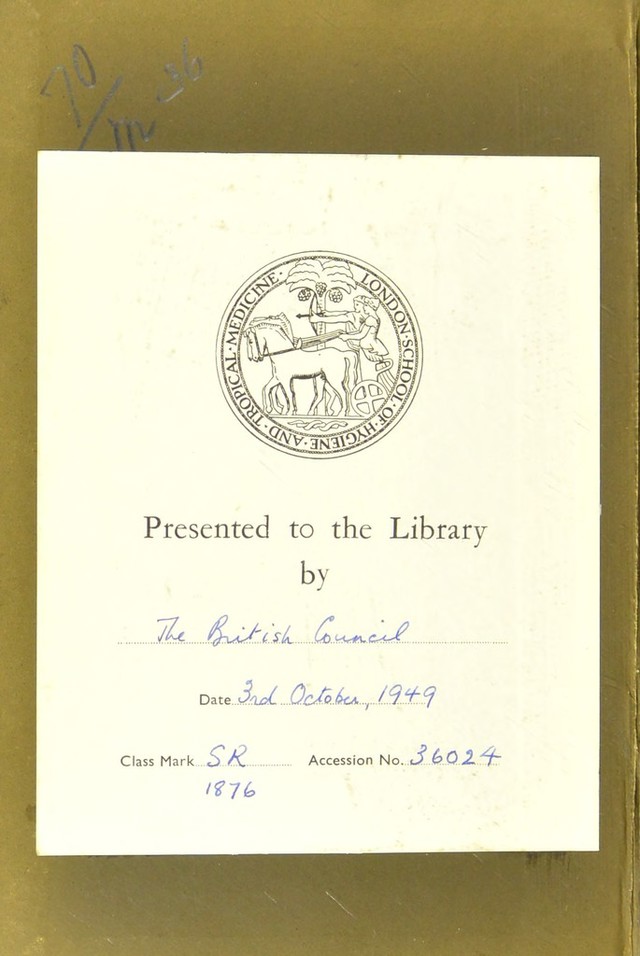 70/m 36
LONDON·SCHOOL·OF·HYGIENE·AND·TROPICAL·MEDICINE·
Presented to the Library
by
The British Council
Date 3rd October, 1949
Class Mark SR Accession No. 36024
1876